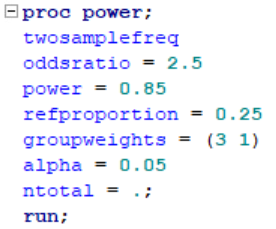 proc power;
twosamplefreq
oddsratio = 2.5
power = 0.85
refproportion = 0.25
groupweights = (3 1)
alpha = 0.05
ntotal = .;
run;